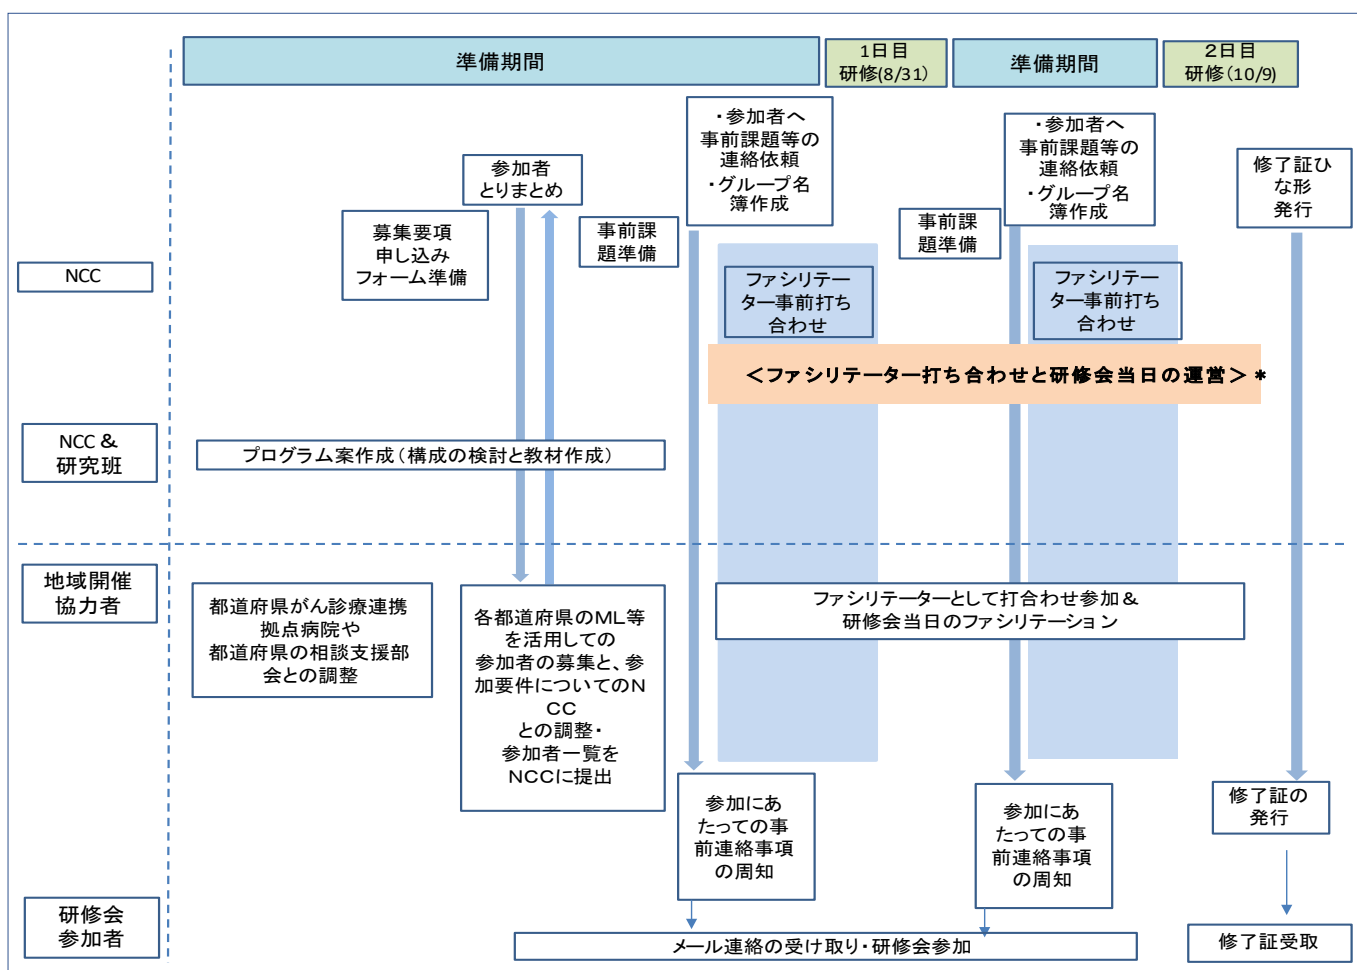 準備期間
1日目
研修(8/31)
準備期間
2日目
研修(10/9)
・参加者へ
事前課題等の
連絡依頼
・グループ名
簿作成
・参加者へ
事前課題等の
連絡依頼
・グループ名
簿作成
参加者
とりまとめ
修了証ひ
な形
発行
募集要項
申し込み
フォーム準備
事前課
題準備
事前課
題準備
NCC
ファシリテー
ター事前打ち
合わせ
ファシリテー
ター事前打ち
合わせ
<ファシリテーター打ち合わせと研修会当日の運営>*
NCC &
研究班
プログラム案作成(構成の検討と教材作成)
地域開催
協力者
都道府県がん診療連携
拠点病院や
都道府県の相談支援部
会との調整
各都道府県のML等
を活用しての
参加者の募集と、参
加要件についてのN
CC
との調整・
参加者一覧を
NCCに提出
ファシリテーターとして打合わせ参加&
研修会当日のファシリテーション
参加にあ
たっての事
前連絡事項
の周知
参加にあ
たっての事
前連絡事項
の周知
修了証の
発行
研修会
参加者
メール連絡の受け取り・研修会参加
修了証受取